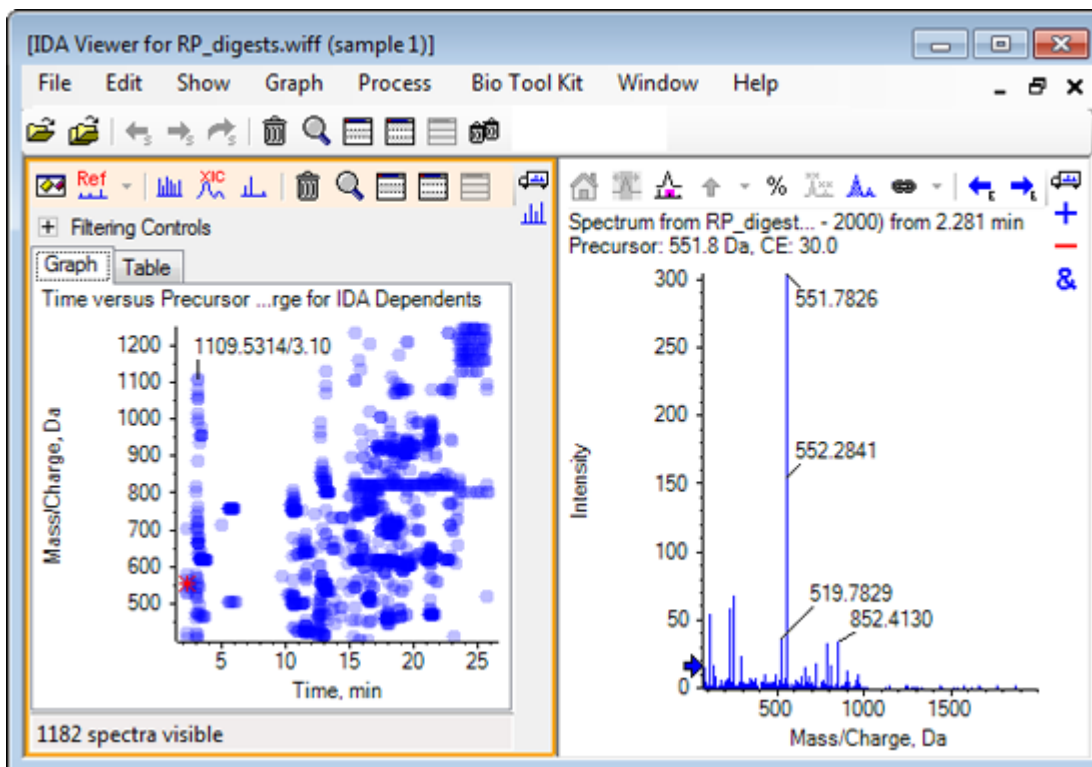 [IDA Viewer for RP_digests.wiff (sample 1)]
File Edit Show Graph Process Bio Tool Kit Window Help
Ref
XIC
Filtering Controls
Graph Table
Time versus Precursor ...rge for IDA Dependents
1109.5314/3.10
1200
1100
1000
900
800
700
600
500
Mass/Charge, Da
5 10 15 20 25
Time, min
1182 spectra visible
%
E E
+
&
Spectrum from RP_digest... - 2000) from 2.281 min
Precursor: 551.8 Da, CE: 30.0
300
551.7826
250
200
552.2841
150
Intensity
100
519.7829
50
852.4130
0
500 1000 1500
Mass/Charge, Da